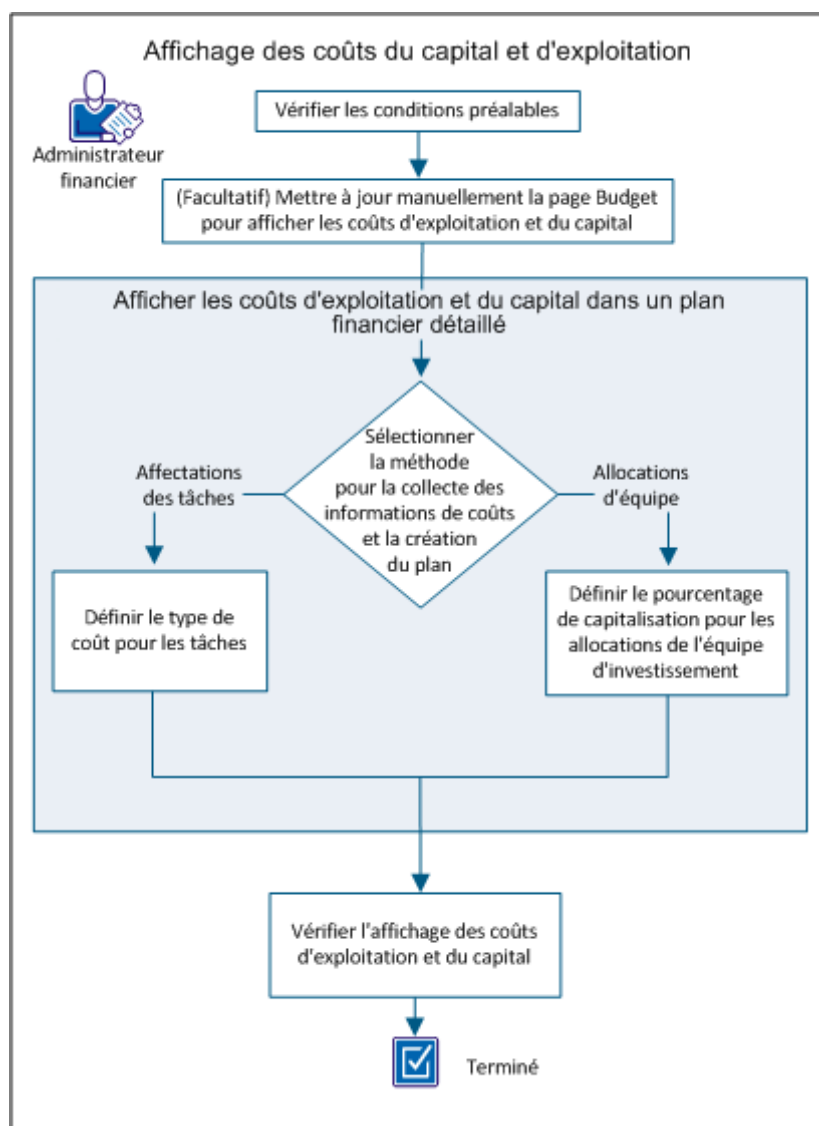 Affichage des coûts du capital et d'exploitation
Administrateur
financier
Vérifier les conditions préalables
(Facultatif) Mettre à jour manuellement la page Budget
pour afficher les coûts d'exploitation et du capital
Afficher les coûts d'exploitation et du capital dans un plan
financier détaillé
Sélectionner
la méthode
pour la collecte des
informations de coûts
et la création
du plan
Affectations
des tâches
Allocations
d'équipe
Définir le type de
coût pour les tâches
Définir le pourcentage
de capitalisation pour les
allocations de l'équipe
d'investissement
Vérifier l'affichage des coûts
d'exploitation et du capital
Terminé